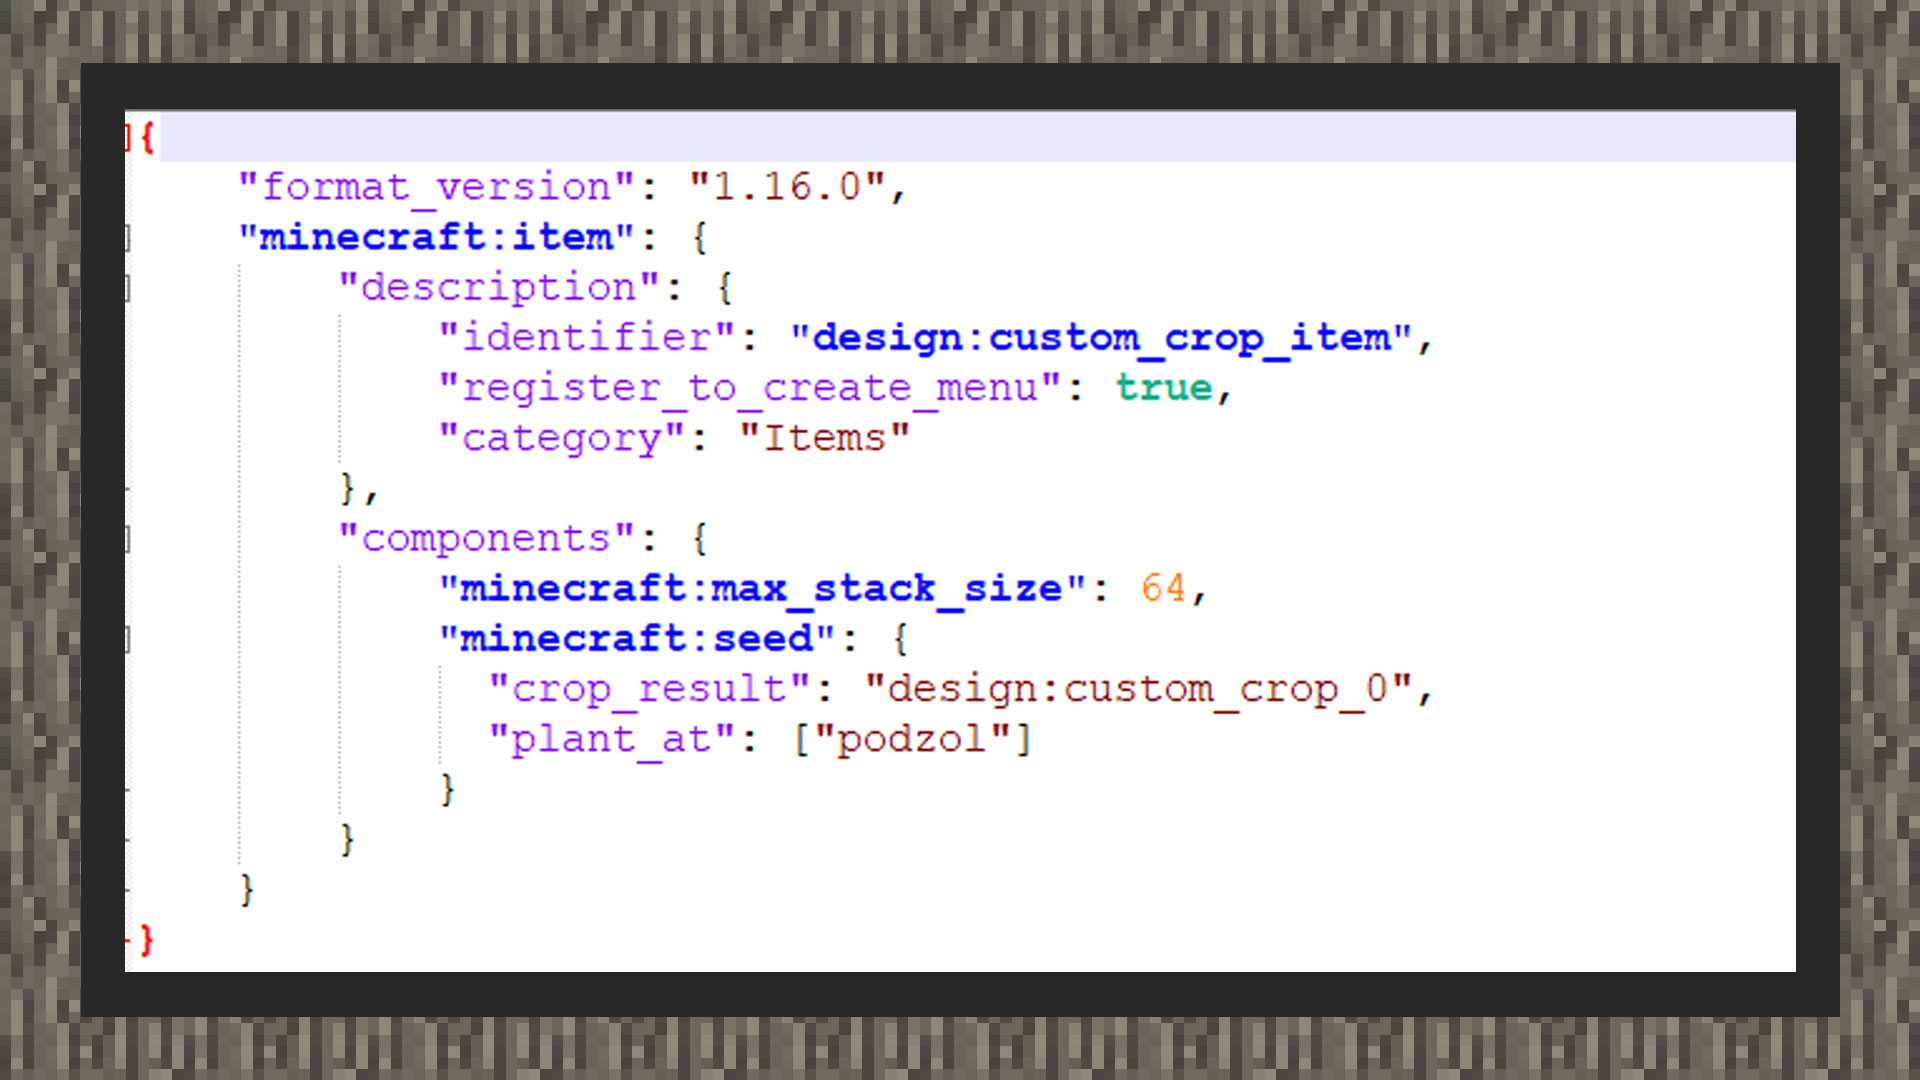 {
"format_version": "1.16.0",
"minecraft:item": {
"description": {
"identifier": "design:custom_crop_item",
"register_to_create_menu": true,
"category": "Items"
},
"components": {
"minecraft:max_stack_size": 64,
"minecraft:seed": {
"crop_result": "design:custom_crop_0",
"plant_at": ["podzol"]
}
}
}
}